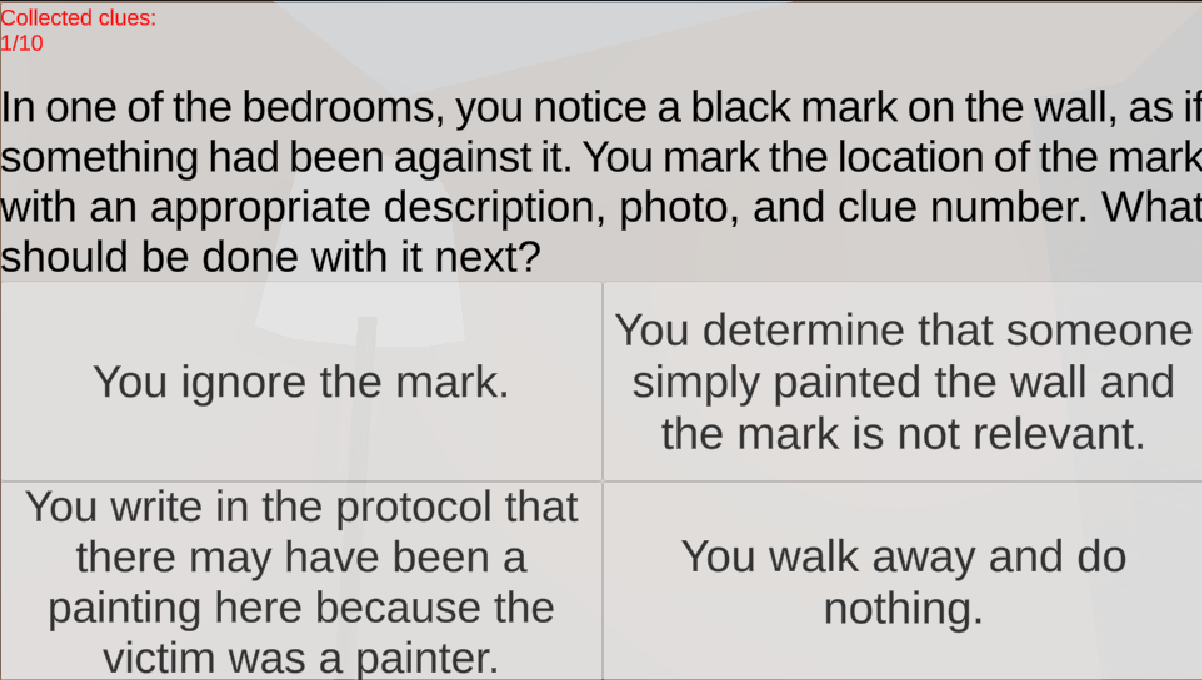 Collected clues:
1/10
In one of the bedrooms, you notice a black mark on the wall, as if
something had been against it. You mark the location of the mark
with an appropriate description, photo, and clue number. What
should be done with it next?
You ignore the mark.
You determine that someone
simply painted the wall and
the mark is not relevant.
You write in the protocol that
there may have been a
painting here because the
victim was a painter.
You walk away and do
nothing.